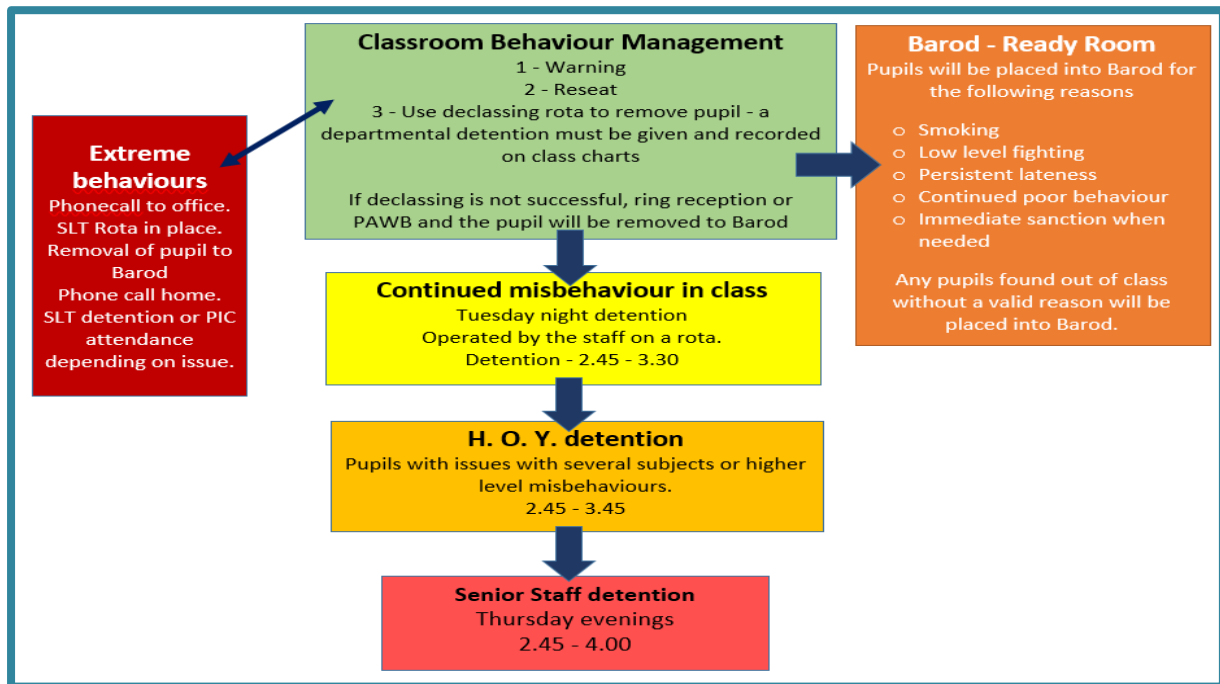 Classroom Behaviour Management
1 - Warning
2 - Reseat
3 - Use declassing rota to remove pupil - a
departmental detention must be given and recorded
on class charts
If declassing is not successful, ring reception or
PAWB and the pupil will be removed to Barod
Barod - Ready Room
Pupils will be placed into Barod for
the following reasons
o Smoking
o Low level fighting
o Persistent lateness
o Continued poor behaviour
o Immediate sanction when
needed
Any pupils found out of class
without a valid reason will be
placed into Barod.
Extreme
behaviours
Phonecall to office.
SLT Rota in place.
Removal of pupil to
Barod
Phone call home.
SLT detention or PIC
attendance
depending on issue.
Continued misbehaviour in class
Tuesday night detention
Operated by the staff on a rota.
Detention - 2.45 - 3.30
H. O. Y. detention
Pupils with issues with several subjects or higher
level misbehaviours.
2.45 - 3.45
Senior Staff detention
Thursday evenings
2.45 - 4.00